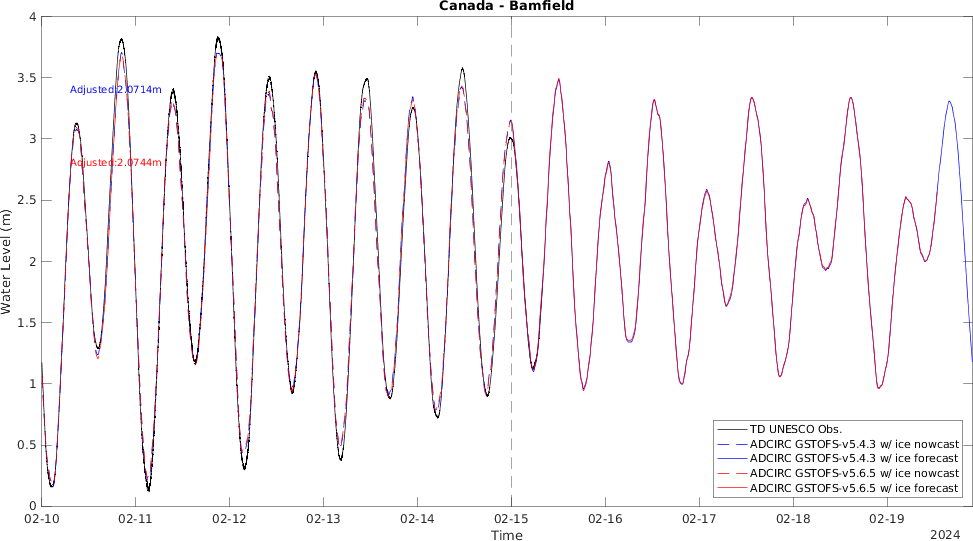 Canada - Bamfield
4
3.5
3
2.5
2
1.5
1
0.5
0
Water Level (m)
Adjusted:2.0714m
Adjusted:2.0744m
TD UNESCO Obs.
ADCIRC GSTOFS-v5.4.3 w/ ice nowcast
ADCIRC GSTOFS-v5.4.3 w/ ice forecast
ADCIRC GSTOFS-v5.6.5 w/ ice nowcast
ADCIRC GSTOFS-v5.6.5 w/ ice forecast
02-10 02-11 02-12 02-13 02-14 02-15 02-16 02-17 02-18 02-19
Time
2024